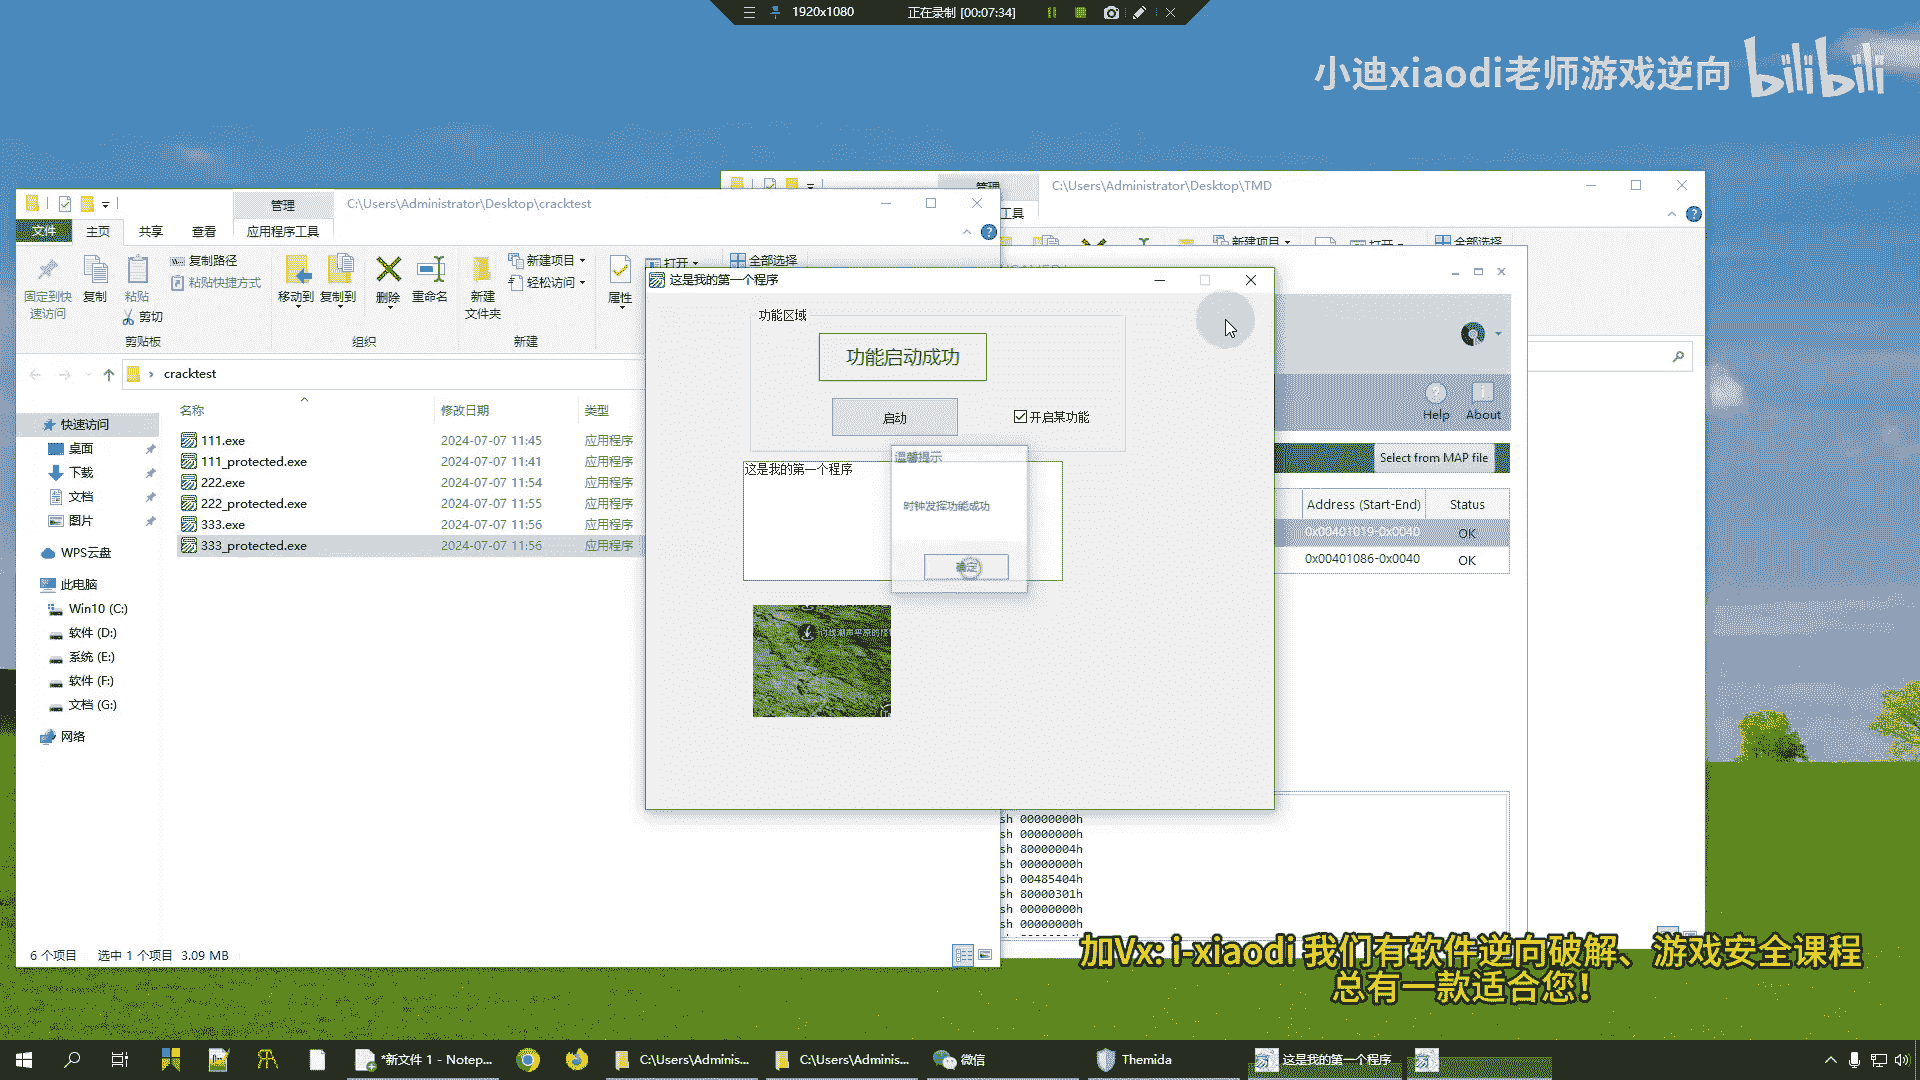 1920x1080
正在录制 [00:07:34]
小迪xiaodi老师游戏逆向 bilibili
管理
C:\Users\Administrator\Desktop\TMD
工具
新建项目
打开
全部选择
管理
C:\Users\Administrator\Desktop\cracktest
文件 主页 共享 查看 应用程序工具
固定到快速访问
复制
粘贴
复制路径
粘贴快捷方式
剪切
剪贴板
移动到
复制到
删除
重命名
组织
新建文件夹
新建项目
轻松访问
新建
属性
打开
全部选择
cracktest
快速访问
桌面
下载
文档
图片
WPS云盘
此电脑
Win10 (C:)
软件 (D:)
系统 (E:)
软件 (F:)
文档 (G:)
网络
名称 修改日期 类型
111.exe 2024-07-07 11:45 应用程序
111_protected.exe 2024-07-07 11:41 应用程序
222.exe 2024-07-07 11:54 应用程序
222_protected.exe 2024-07-07 11:55 应用程序
333.exe 2024-07-07 11:56 应用程序
333_protected.exe 2024-07-07 11:56 应用程序
6 个项目 选中 1 个项目 3.09 MB
这是我的第一个程序
功能区域
功能启动成功
启动
开启某功能
这是我的第一个程序
温馨提示
时钟发挥功能成功
确定
Help About
Select from MAP file
Address (Start-End) Status
0x00401019-0x0040 OK
0x00401086-0x0040 OK
sh 00000000h
sh 00000000h
sh 80000004h
sh 00000000h
sh 00485404h
sh 80000301h
sh 00000000h
sh 00000000h
加Vx: i-xiaodi 我们有软件逆向破解、游戏安全课程
总有一款适合您！
*新文件 1 - Notep...
C:\Users\Adminis...
C:\Users\Adminis...
微信
Themida
这是我的第一个程序